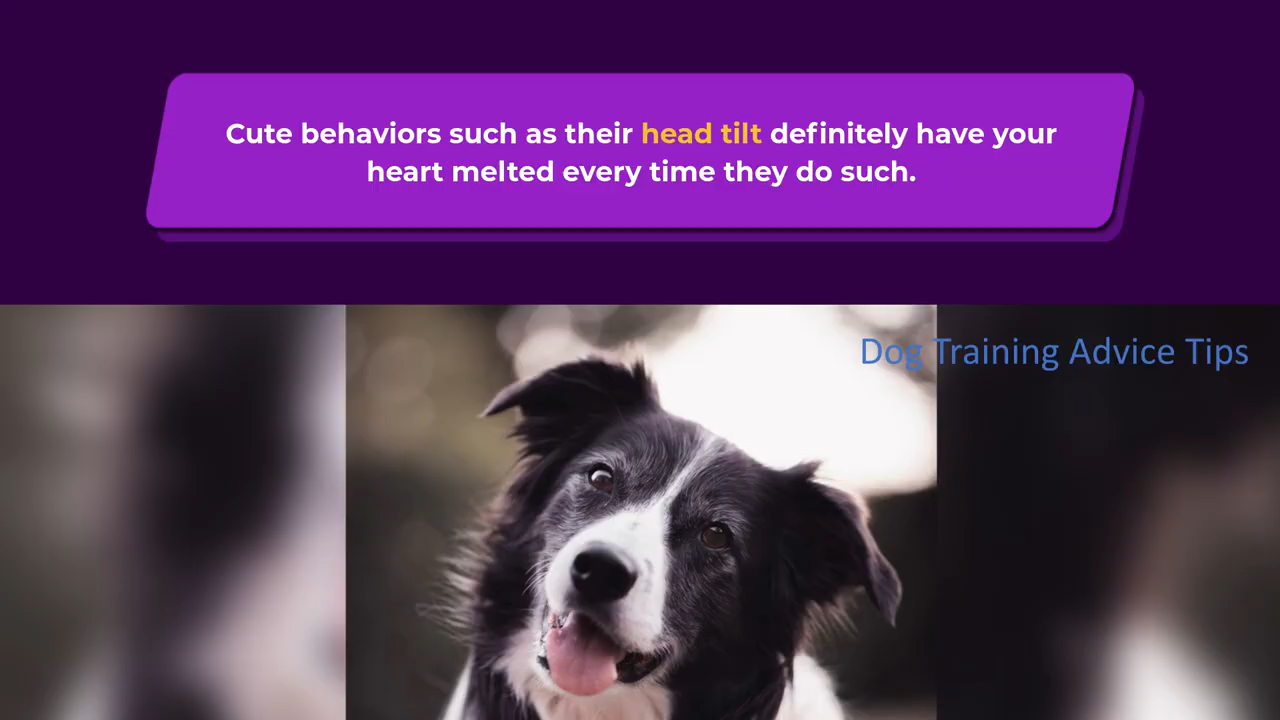 Cute behaviors such as their head tilt definitely have your
heart melted every time they do such.
Dog Training Advice Tips